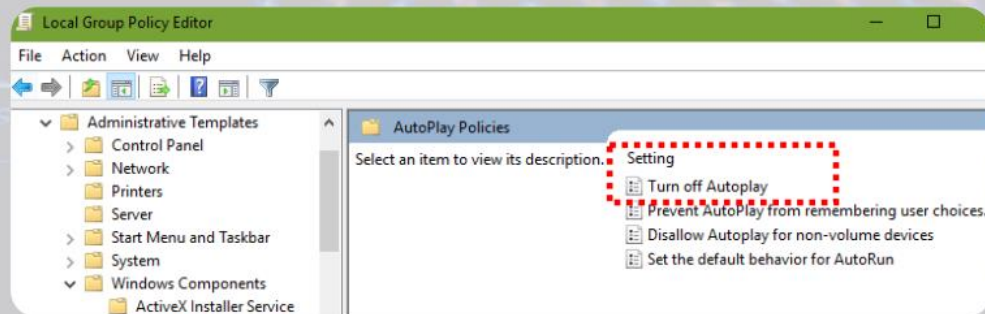 Local Group Policy Editor
File Action View Help
Administrative Templates
Control Panel
Network
Printers
Server
Start Menu and Taskbar
System
Windows Components
ActiveX Installer Service
AutoPlay Policies
Select an item to view its description.
Setting
Turn off Autoplay
Prevent AutoPlay from remembering user choices.
Disallow Autoplay for non-volume devices
Set the default behavior for AutoRun